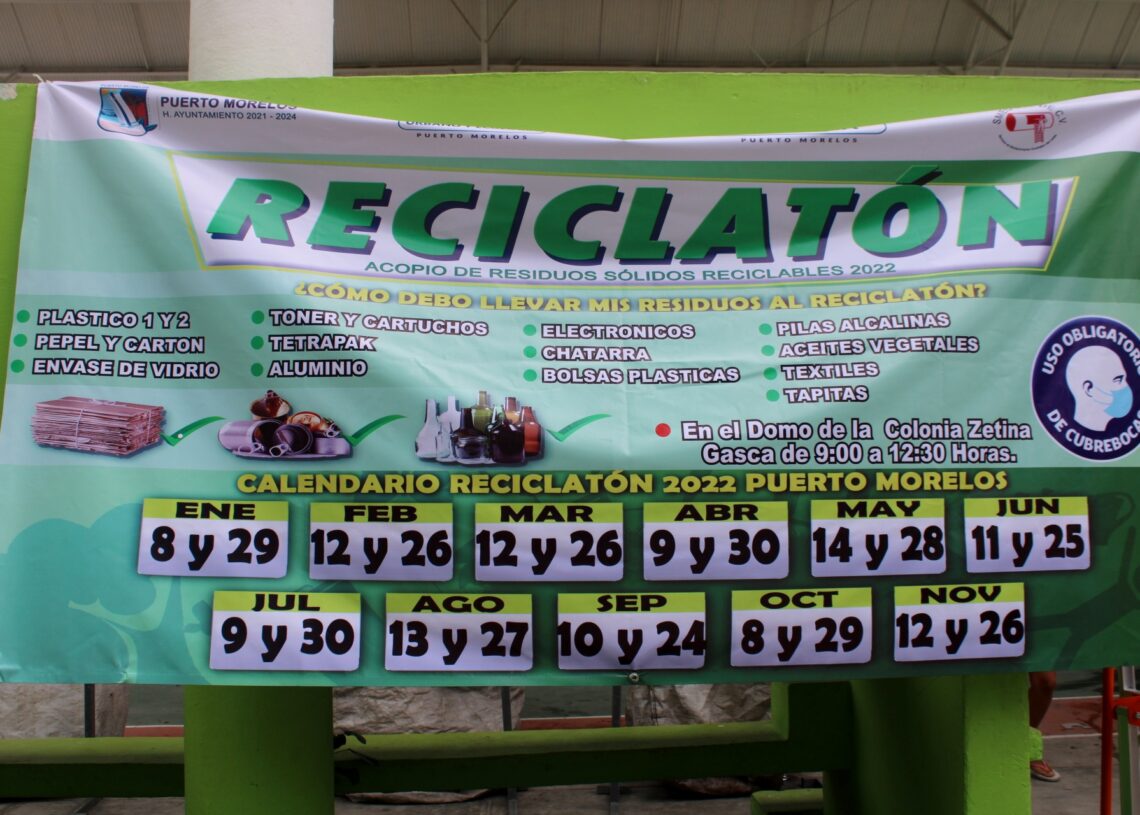 PUERTO MORELOS
H. AYUNTAMIENTO 2021 - 2024
PUERTO MORELOS
PUERTO MORELOS
RECICLATÓN
ACOPIO DE RESIDUOS SÓLIDOS RECICLABLES 2022
¿CÓMO DEBO LLEVAR MIS RESIDUOS AL RECICLATÓN?
PLASTICO 1 Y 2
PEPEL Y CARTON
ENVASE DE VIDRIO
TONER Y CARTUCHOS
TETRAPAK
ALUMINIO
ELECTRONICOS
CHATARRA
BOLSAS PLASTICAS
PILAS ALCALINAS
ACEITES VEGETALES
TEXTILES
TAPITAS
USO OBLIGATORIO
DE CUBREBOCA
En el Domo de la Colonia Zetina
Gasca de 9:00 a 12:30 Horas.
CALENDARIO RECICLATÓN 2022 PUERTO MORELOS
ENE
8 y 29
FEB
12 y 26
MAR
12 y 26
ABR
9 y 30
MAY
14 y 28
JUN
11 y 25
JUL
9 y 30
AGO
13 y 27
SEP
10 y 24
OCT
8 y 29
NOV
12 y 26